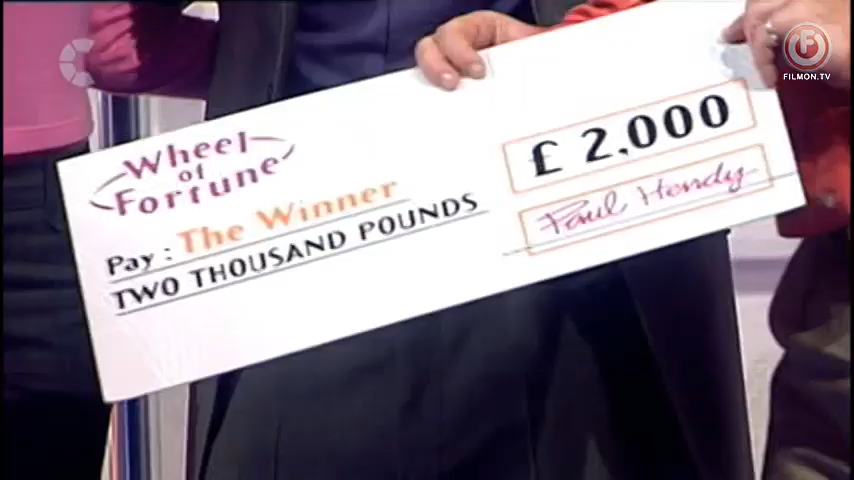 Wheel
of
Fortune
£ 2,000
Pay : The Winner
Paul Hendy
TWO THOUSAND POUNDS
F
FILMON.TV